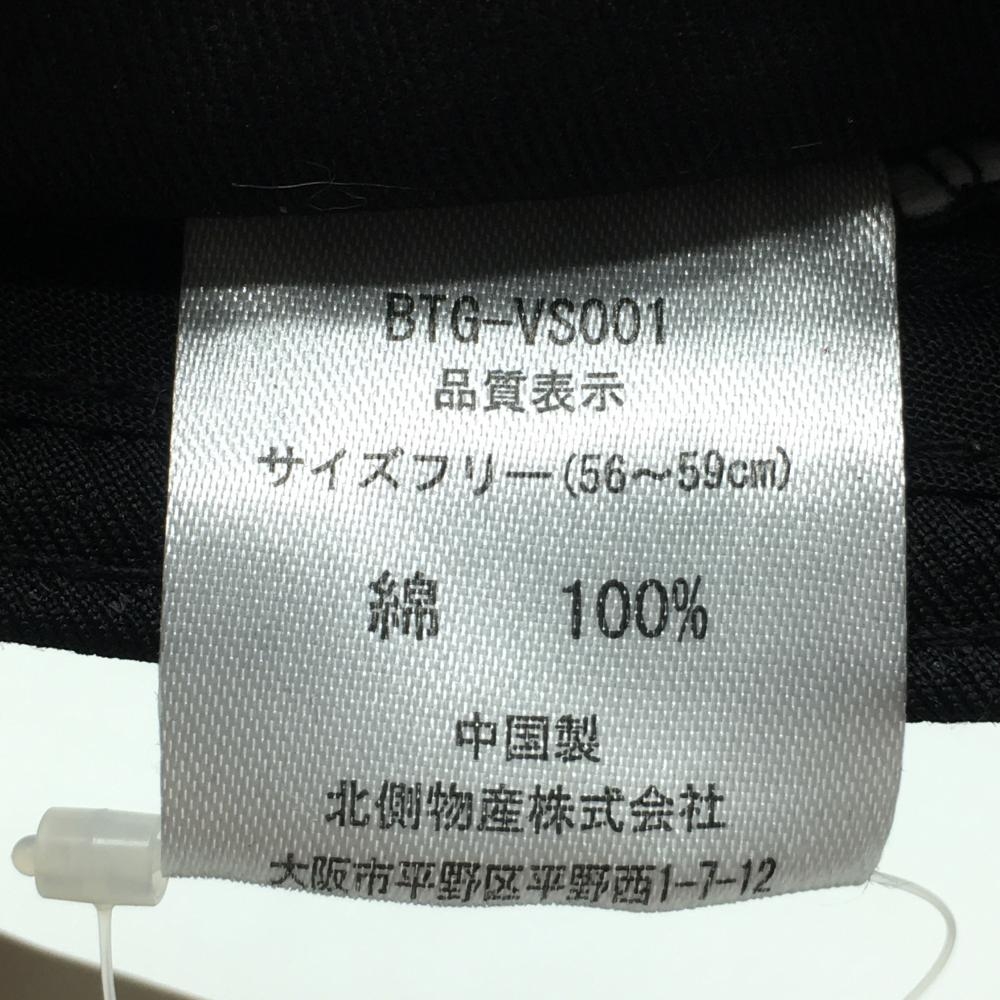 BTG-VS001
品質表示
サイズフリー(56～59cm)
綿 100%
中国製
北側物産株式会社
大阪市平野区平野西1-7-12